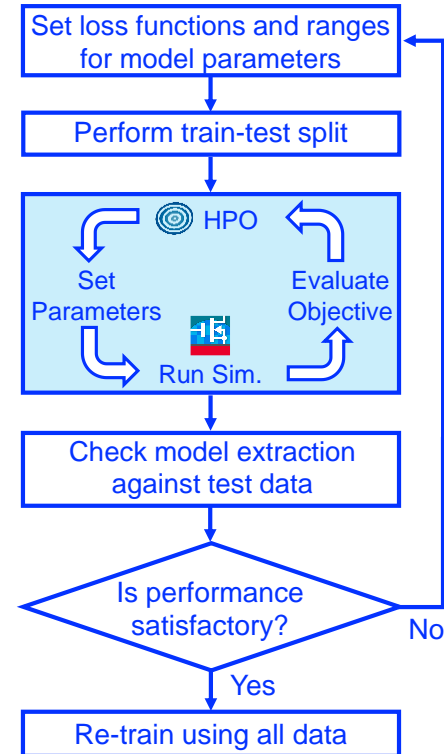 Set loss functions and ranges
for model parameters
Perform train-test split
HPO
Set
Parameters
Evaluate
Objective
Run Sim.
Check model extraction
against test data
Is performance
satisfactory?
No
Yes
Re-train using all data